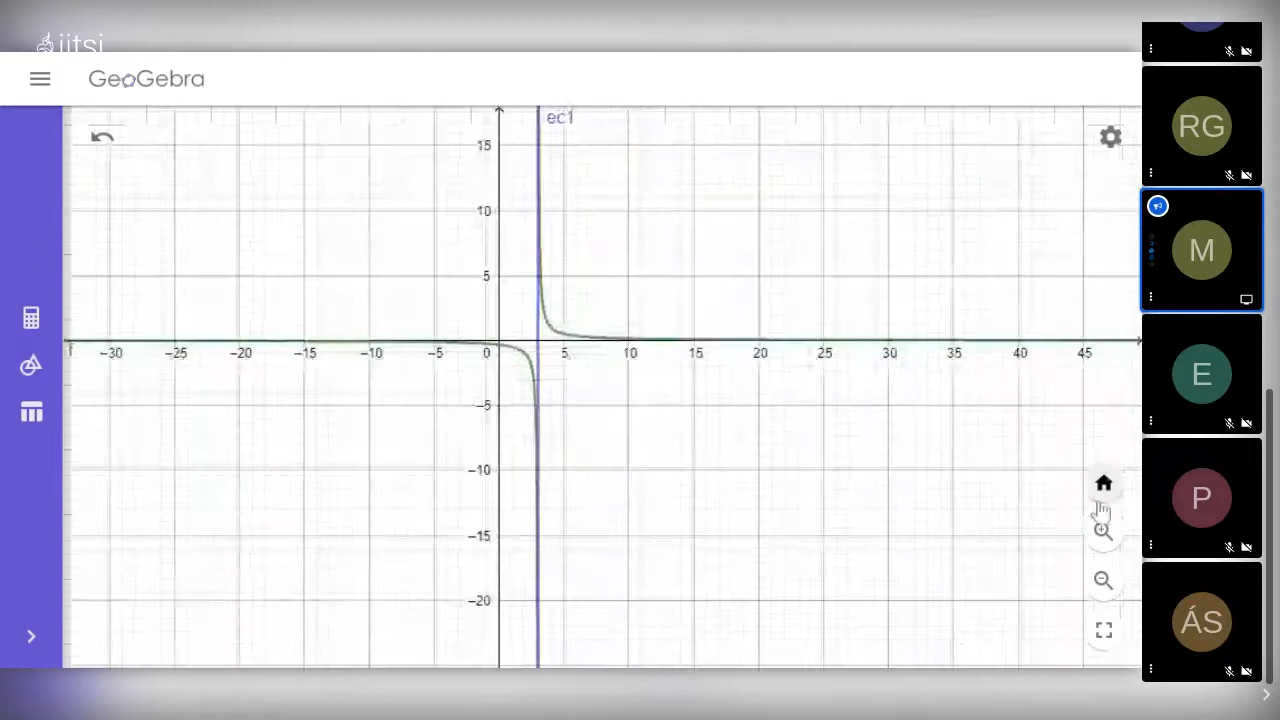 jitsi
GeoGebra
ec1
15
10
5
−30 −25 −20 −15 −10 −5 0 5 10 15 20 25 30 35 40 45
−5
−10
−15
−20
RG
M
E
P
ÁS